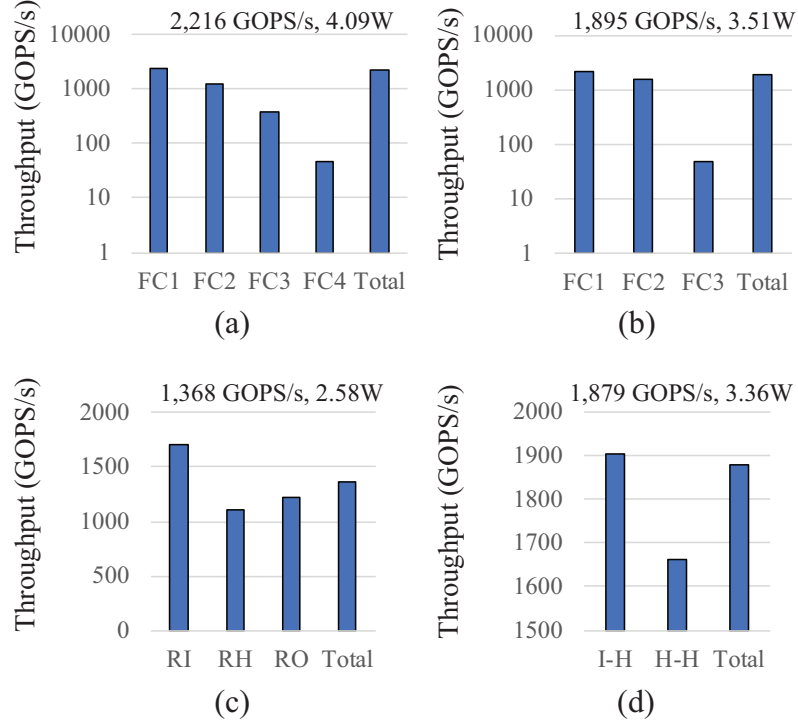 2,216 GOPS/s, 4.09W
Throughput (GOPS/s)
10000
1000
100
10
1
FC1 FC2 FC3 FC4 Total
(a)
1,895 GOPS/s, 3.51W
Throughput (GOPS/s)
10000
1000
100
10
1
FC1 FC2 FC3 Total
(b)
1,368 GOPS/s, 2.58W
Throughput (GOPS/s)
2000
1500
1000
500
0
RI RH RO Total
(c)
1,879 GOPS/s, 3.36W
Throughput (GOPS/s)
2000
1900
1800
1700
1600
1500
I-H H-H Total
(d)